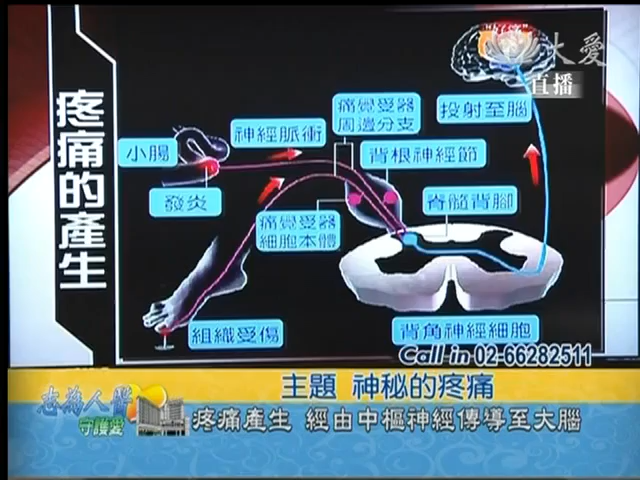 大愛
直播
疼痛的產生
小腸
發炎
神經脈衝
痛覺受器
周邊分支
投射至腦
背根神經節
痛覺受器
細胞本體
脊髓背腳
組織受傷
背角神經細胞
Call in 02-66282511
主題 神秘的疼痛
志為人醫
守護愛
疼痛產生 經由中樞神經傳導至大腦